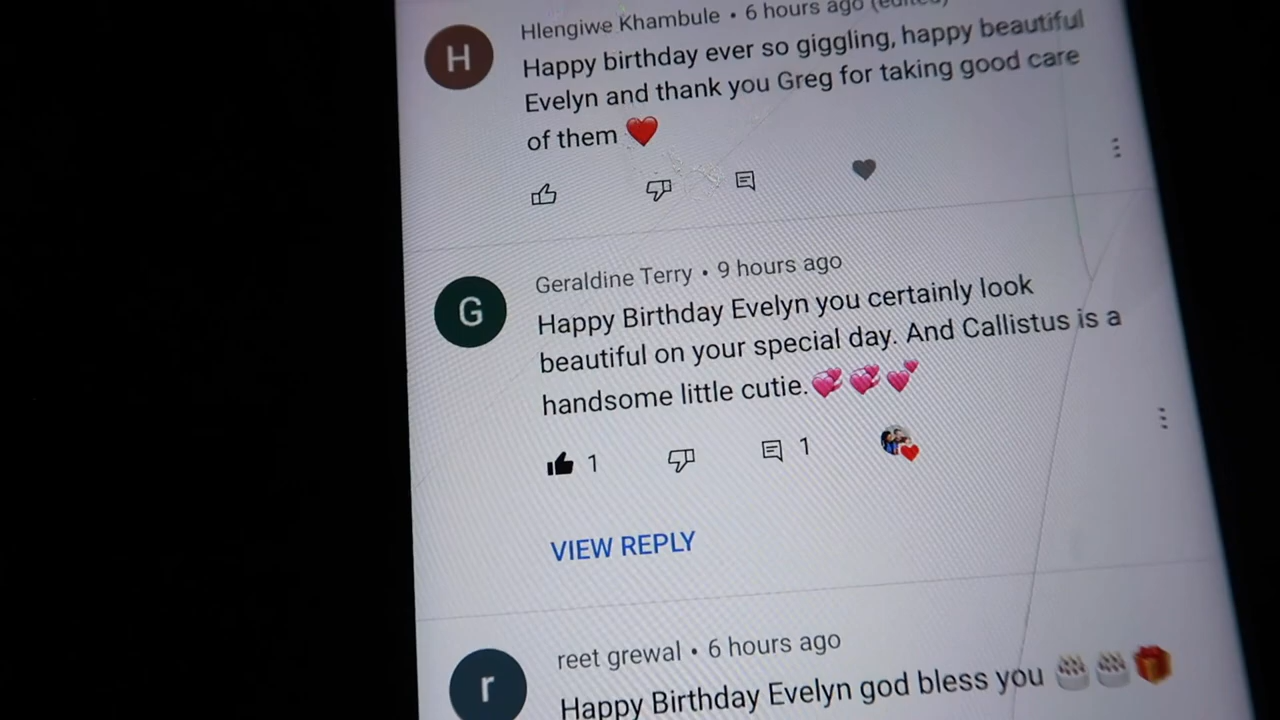 H
Hlengiwe Khambule • 6 hours ago (edited)
Happy birthday ever so giggling, happy beautiful
Evelyn and thank you Greg for taking good care
of them ❤️
G
Geraldine Terry • 9 hours ago
Happy Birthday Evelyn you certainly look
beautiful on your special day. And Callistus is a
handsome little cutie.💞💞💕
1
1
VIEW REPLY
r
reet grewal • 6 hours ago
Happy Birthday Evelyn god bless you 🎂🎂🎁